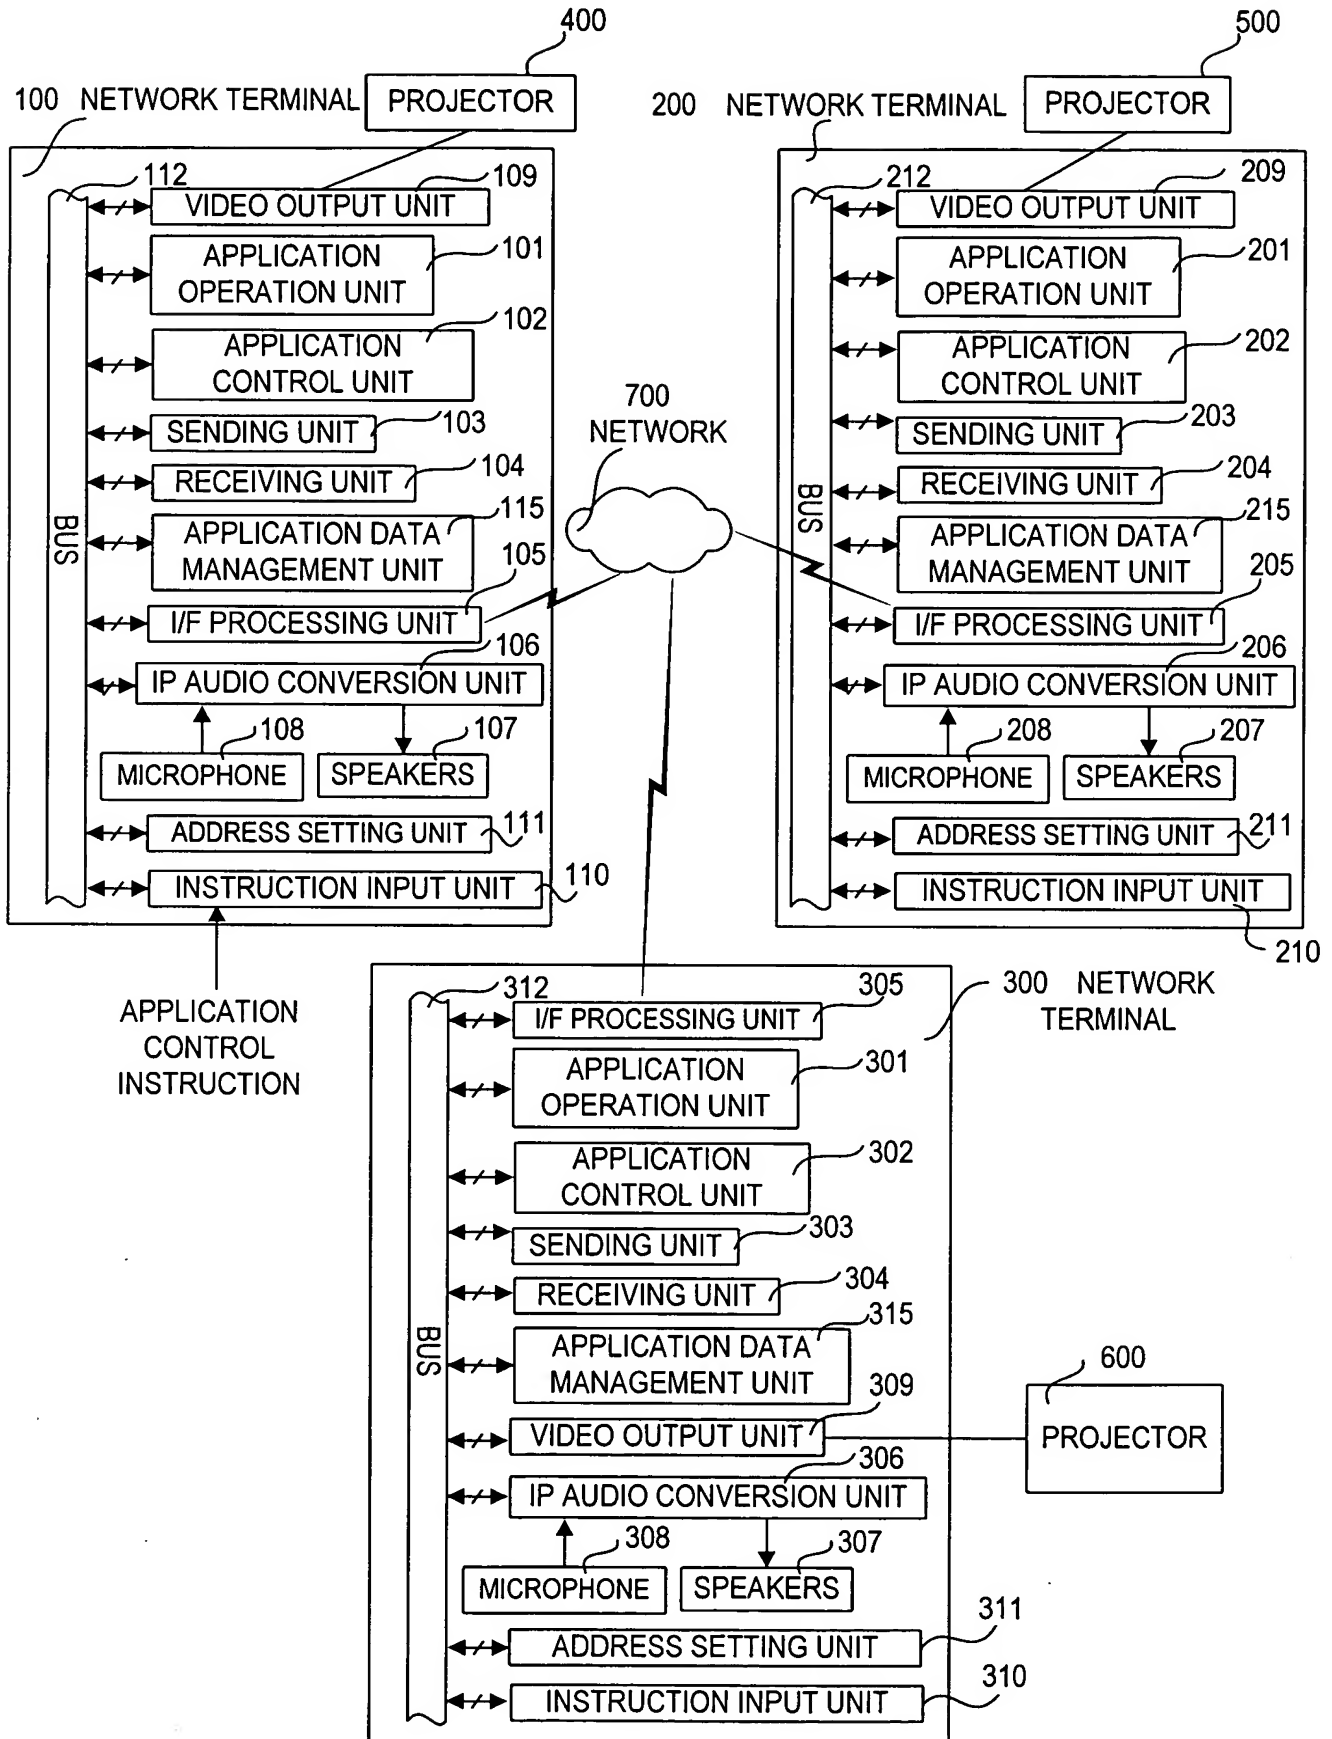 400
PROJECTOR
100 NETWORK TERMINAL
112
109
VIDEO OUTPUT UNIT
101
APPLICATION
OPERATION UNIT
102
APPLICATION
CONTROL UNIT
SENDING UNIT
103
104
RECEIVING UNIT
BUS
115
APPLICATION DATA
MANAGEMENT UNIT
105
I/F PROCESSING UNIT
106
IP AUDIO CONVERSION UNIT
108
107
MICROPHONE
SPEAKERS
ADDRESS SETTING UNIT
111
INSTRUCTION INPUT UNIT
110
APPLICATION
CONTROL
INSTRUCTION
700
NETWORK
500
PROJECTOR
200 NETWORK TERMINAL
212
209
VIDEO OUTPUT UNIT
201
APPLICATION
OPERATION UNIT
202
APPLICATION
CONTROL UNIT
203
SENDING UNIT
204
RECEIVING UNIT
BUS
215
APPLICATION DATA
MANAGEMENT UNIT
205
I/F PROCESSING UNIT
206
IP AUDIO CONVERSION UNIT
208
207
MICROPHONE
SPEAKERS
ADDRESS SETTING UNIT
211
INSTRUCTION INPUT UNIT
210
300 NETWORK
TERMINAL
312
305
I/F PROCESSING UNIT
301
APPLICATION
OPERATION UNIT
302
APPLICATION
CONTROL UNIT
303
SENDING UNIT
304
RECEIVING UNIT
BUS
315
APPLICATION DATA
MANAGEMENT UNIT
309
VIDEO OUTPUT UNIT
600
PROJECTOR
306
IP AUDIO CONVERSION UNIT
308
307
MICROPHONE
SPEAKERS
311
ADDRESS SETTING UNIT
310
INSTRUCTION INPUT UNIT